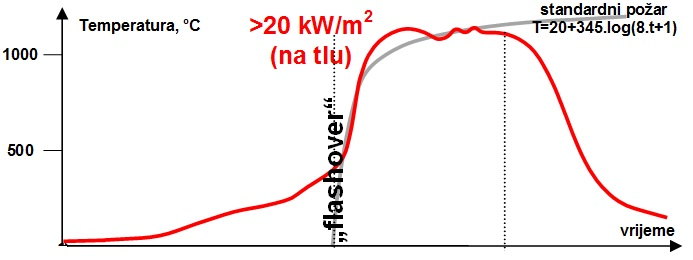 Temperatura, °C
>20 kW/m²
(na tlu)
standardni požar
T=20+345.log(8.t+1)
1000
500
„flashover“
vrijeme